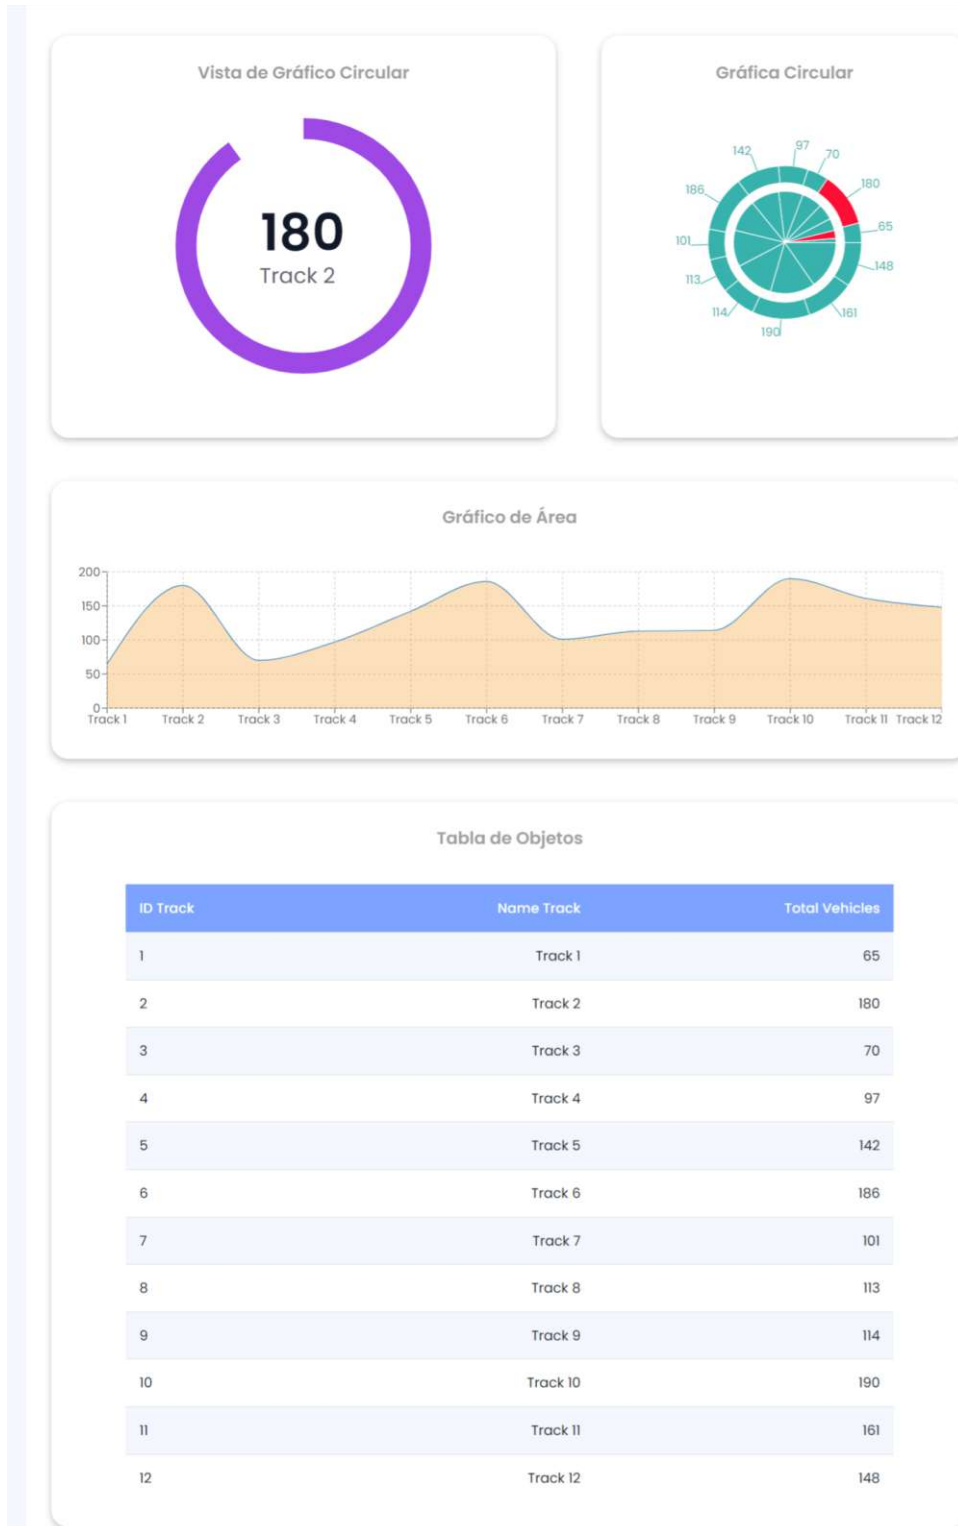 Vista de Gráfico Circular
180
Track 2
Gráfica Circular
97
142
70
186
180
65
101
148
113
114
161
190
Gráfico de Área
200
150
100
50
0
Track 1 Track 2 Track 3 Track 4 Track 5 Track 6 Track 7 Track 8 Track 9 Track 10 Track 11 Track 12
Tabla de Objetos
ID Track Name Track Total Vehicles
1 Track 1 65
2 Track 2 180
3 Track 3 70
4 Track 4 97
5 Track 5 142
6 Track 6 186
7 Track 7 101
8 Track 8 113
9 Track 9 114
10 Track 10 190
11 Track 11 161
12 Track 12 148